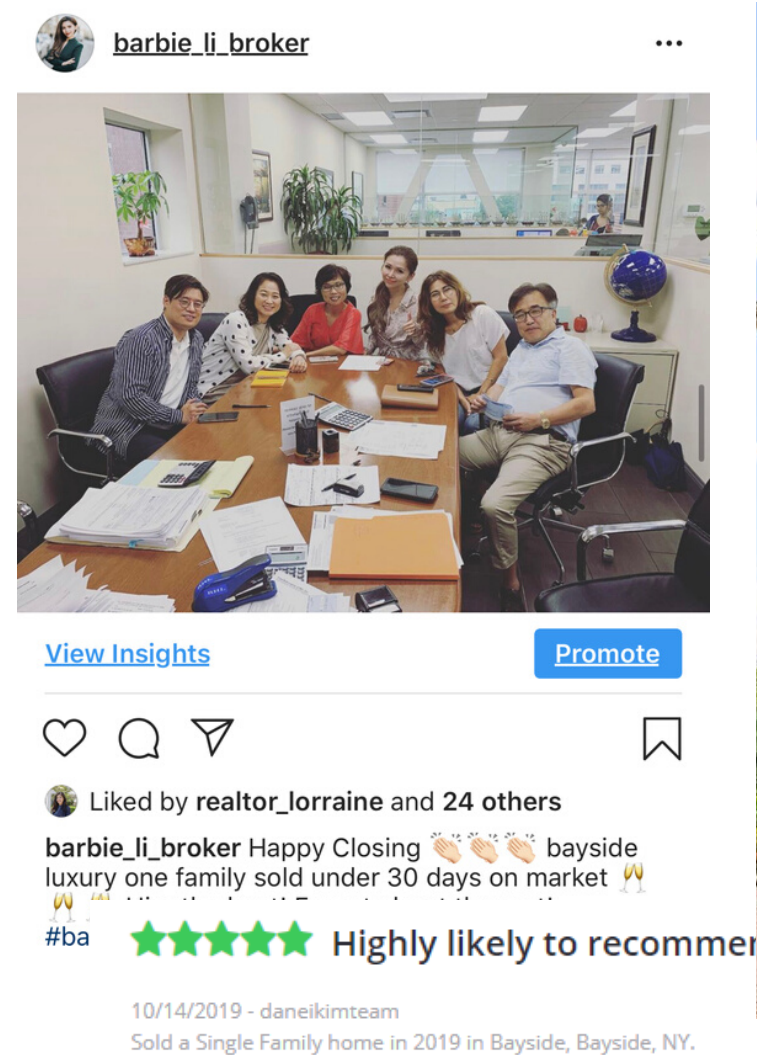 barbie_li_broker
View Insights
Promote
Liked by realtor_lorraine and 24 others
barbie_li_broker Happy Closing 👏🏻👏🏻👏🏻 bayside
luxury one family sold under 30 days on market 🥂
🥂🥂
#ba
Highly likely to recommen
10/14/2019 - daneikimteam
Sold a Single Family home in 2019 in Bayside, Bayside, NY.